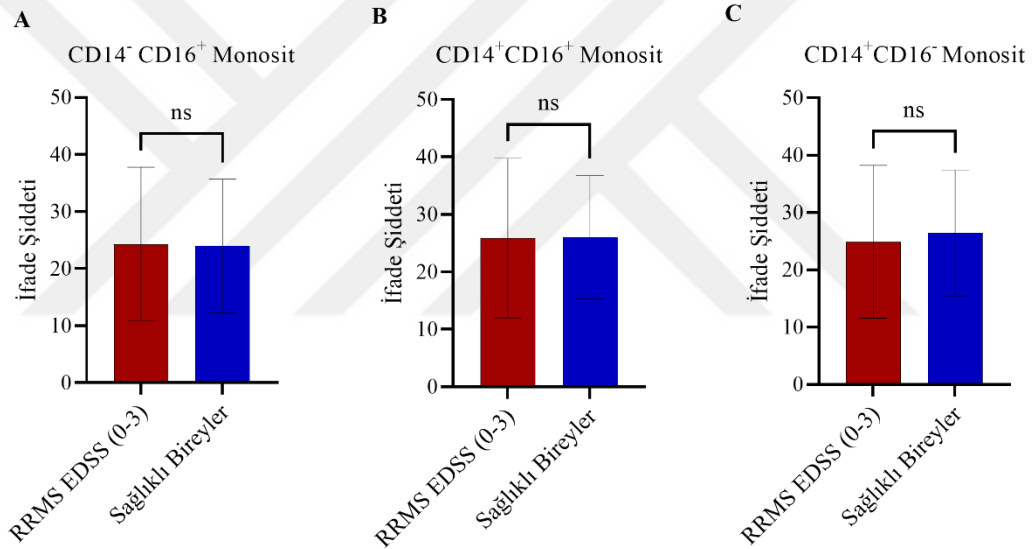 A
CD14⁻ CD16⁺ Monosit
İfade Şiddeti
50
40
30
20
10
0
ns
RRMS EDSS (0-3)
Sağlıklı Bireyler
B
CD14⁺CD16⁺ Monosit
İfade Şiddeti
50
40
30
20
10
0
ns
RRMS EDSS (0-3)
Sağlıklı Bireyler
C
CD14⁺CD16⁻ Monosit
İfade Şiddeti
50
40
30
20
10
0
ns
RRMS EDSS (0-3)
Sağlıklı Bireyler